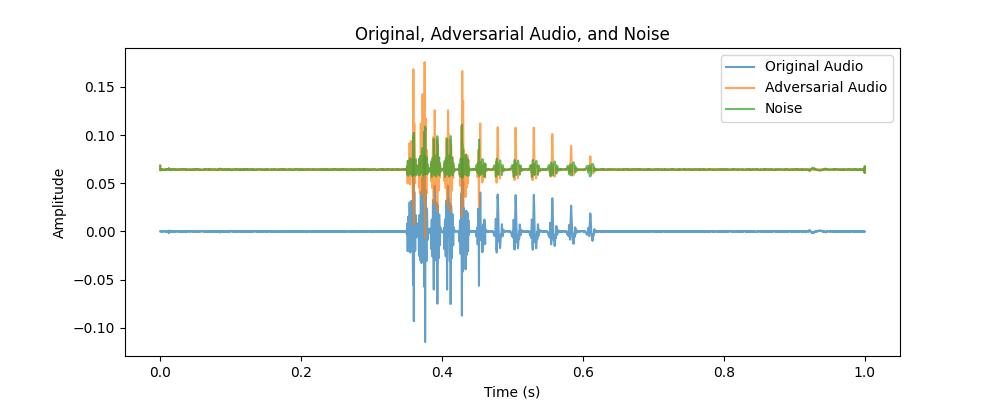 Original, Adversarial Audio, and Noise
Original Audio
Adversarial Audio
Noise
0.15
0.10
0.05
0.00
−0.05
−0.10
Amplitude
0.0 0.2 0.4 0.6 0.8 1.0
Time (s)